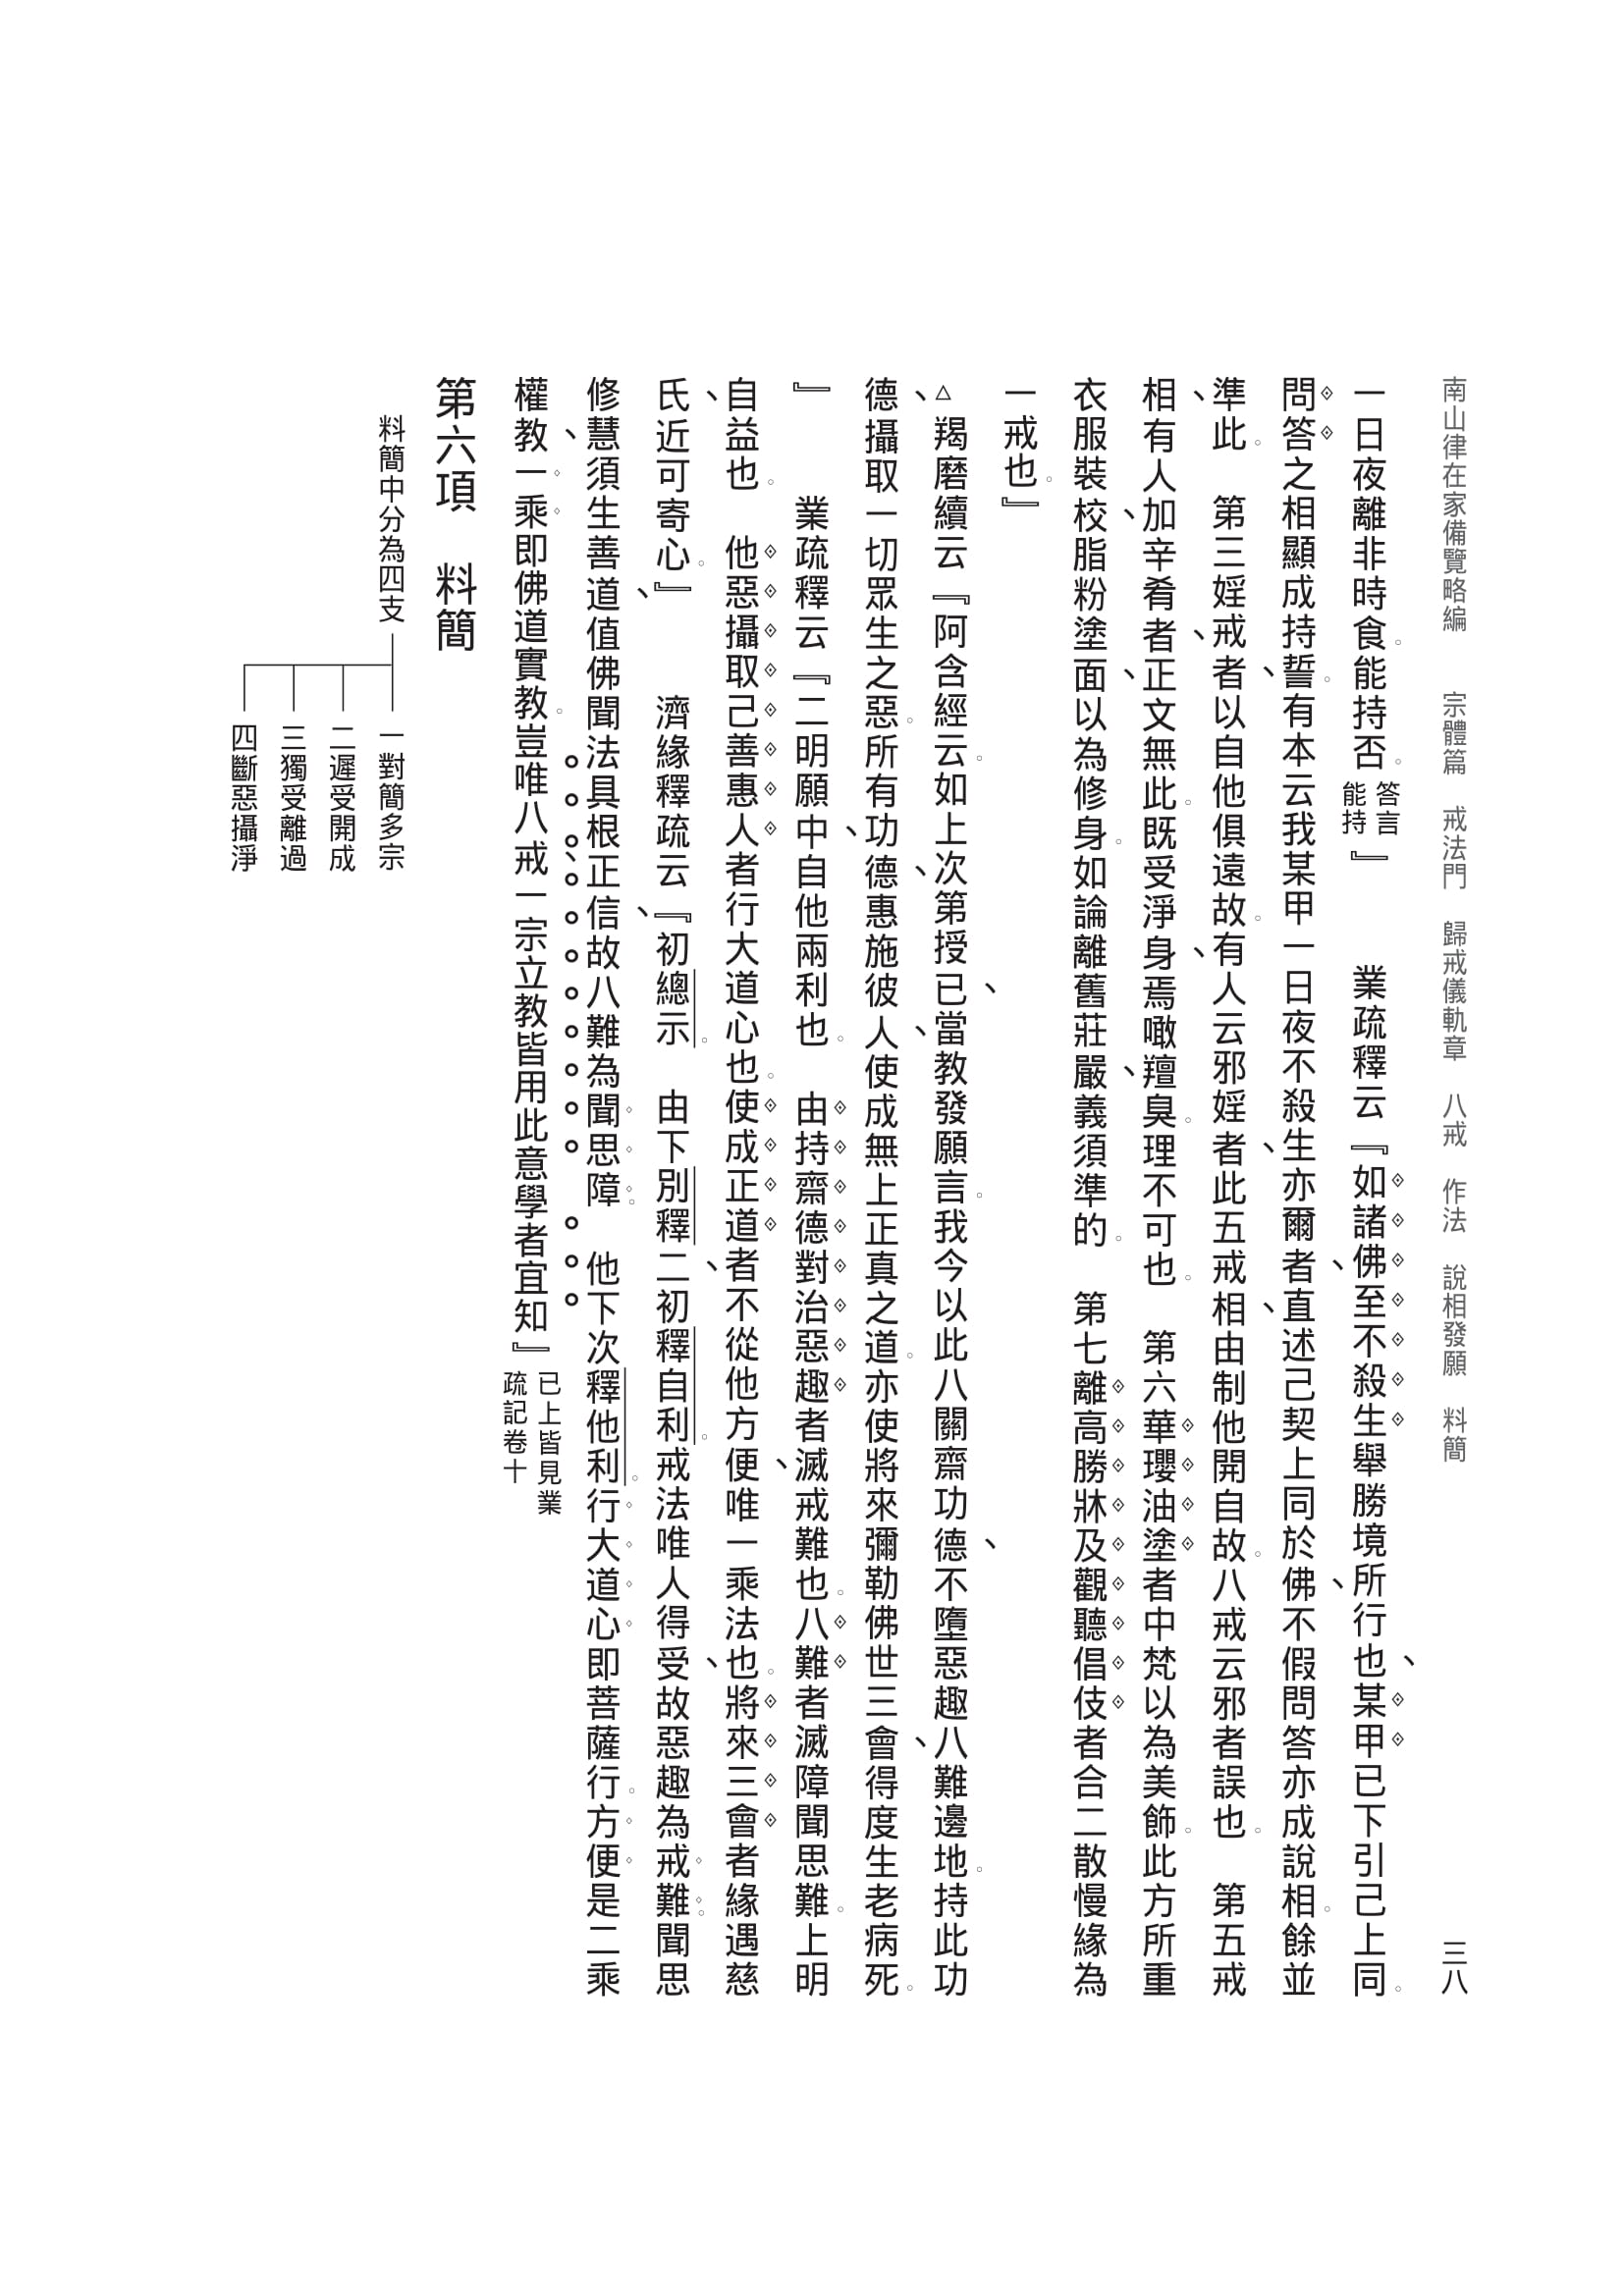 南山律在家備覽略編　宗體篇　戒法門　歸戒儀軌章　八戒　作法　說相發願　料簡　三八
一日夜離非時食。能持否。答言能持』　業疏釋云『如諸佛至不殺生舉勝境所行也、某甲已下引己上同。
問答之相顯成持誓。有本云我某甲一日夜不殺生亦爾者、直述己契上同於佛、不假問答亦成說相。餘並
準此。　第三婬戒者、以自他俱遠故。有人云邪婬者、此五戒相、由制他開自故。八戒云邪者誤也。　第五戒
相、有人加辛肴者、正文無此。既受淨身、焉噉羶臭。理不可也。　第六華瓔油塗者中梵以為美飾。此方所重
衣服裝校、脂粉塗面、以為修身。如論離舊莊嚴、義須準的。　第七離高勝牀及觀聽倡伎者合二散慢緣為
一戒也。』
△羯磨續云『阿含經云。如上次第授已、當教發願言。我今以此八關齋功德、不墮惡趣八難邊地。持此功
德、攝取一切眾生之惡。所有功德、惠施彼人、使成無上正真之道。亦使將來彌勒佛世三會、得度生老病死。
』　業疏釋云『二明願中、自他兩利也。　由持齋德對治惡趣者滅戒難也。八難者滅障聞思難。上明
自益也。　他惡攝取己善惠人者行大道心也。使成正道者不從他方便、唯一乘法也。將來三會者緣遇慈
氏、近可寄心。』　濟緣釋疏云『初總示。　由下別釋二、初釋自利。戒法唯人得受、故惡趣為戒難。聞思
修慧須生善道、值佛聞法具根正信、故八難為聞思障。　他下次釋他利。行大道心即菩薩行。方便是二乘
權教、一乘即佛道實教。豈唯八戒、一宗立教皆用此意學者宜知』已上皆見業疏記卷十
第六項　料簡
料簡中分為四支
一對簡多宗
二遲受開成
三獨受離過
四斷惡攝淨